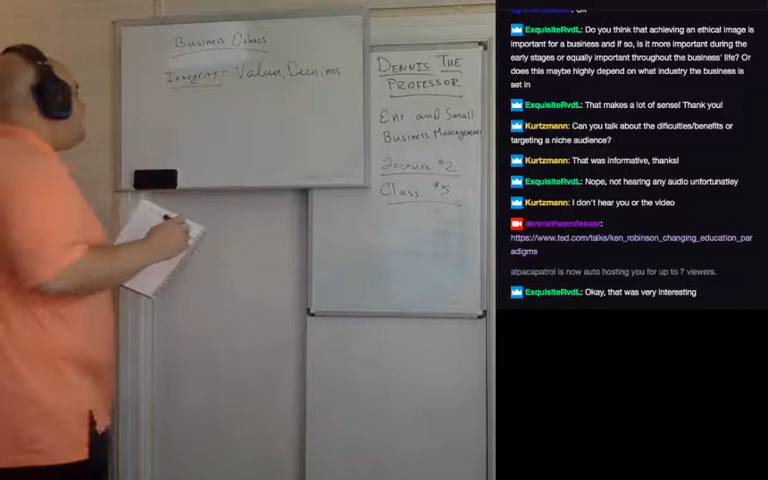 Business Ethics
Integrity - Values, Decisions
DENNIS THE
PROFESSOR
Ent and Small
Business Management
Lecture #2
Class #5
ExquisiteRvdL: Do you think that achieving an ethical image is
important for a business and if so, is it more important during the
early stages or equally important throughout the business' life? Or
does this maybe highly depend on what industry the business is
set in
ExquisiteRvdL: That makes a lot of sense! Thank you!
Kurtzmann: Can you talk about the dificulties/benefits or
targeting a niche audience?
Kurtzmann: That was informative, thanks!
ExquisiteRvdL: Nope, not hearing any audio unfortunatley
Kurtzmann: I don't hear you or the video
dennistheprofessor:
https://www.ted.com/talks/ken_robinson_changing_education_par
adigms
alpacapatrol is now auto hosting you for up to 7 viewers.
ExquisiteRvdL: Okay, that was very interesting